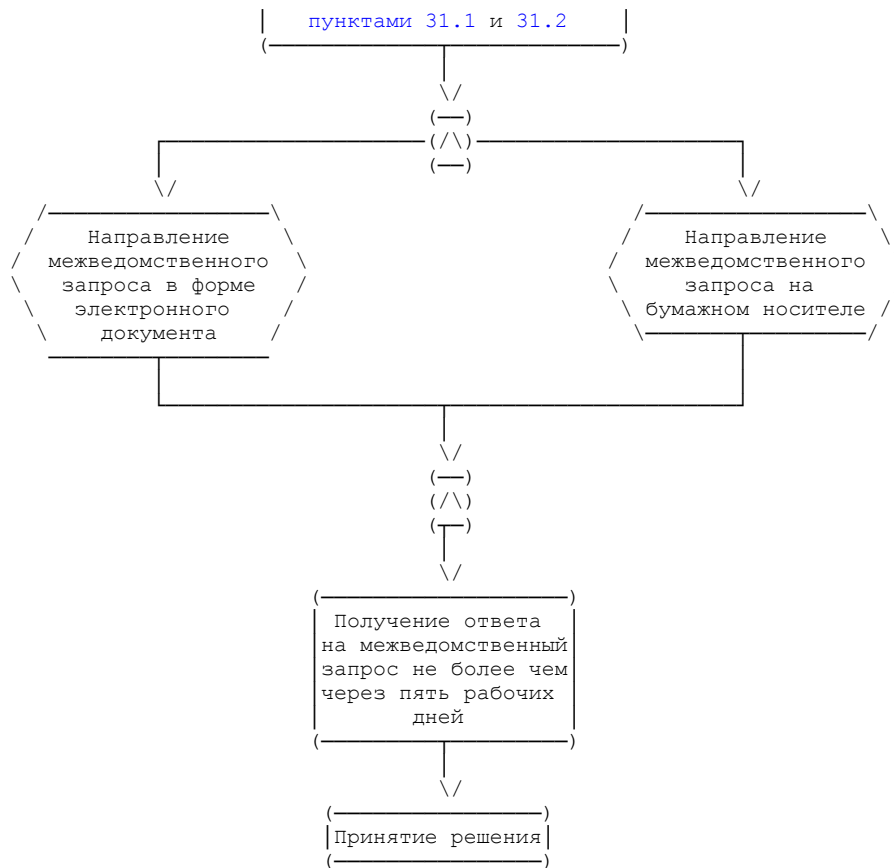 пунктами 31.1 и 31.2
Направление
межведомственного
запроса в форме
электронного
документа
Направление
межведомственного
запроса на
бумажном носителе
Получение ответа
на межведомственный
запрос не более чем
через пять рабочих
дней
Принятие решения